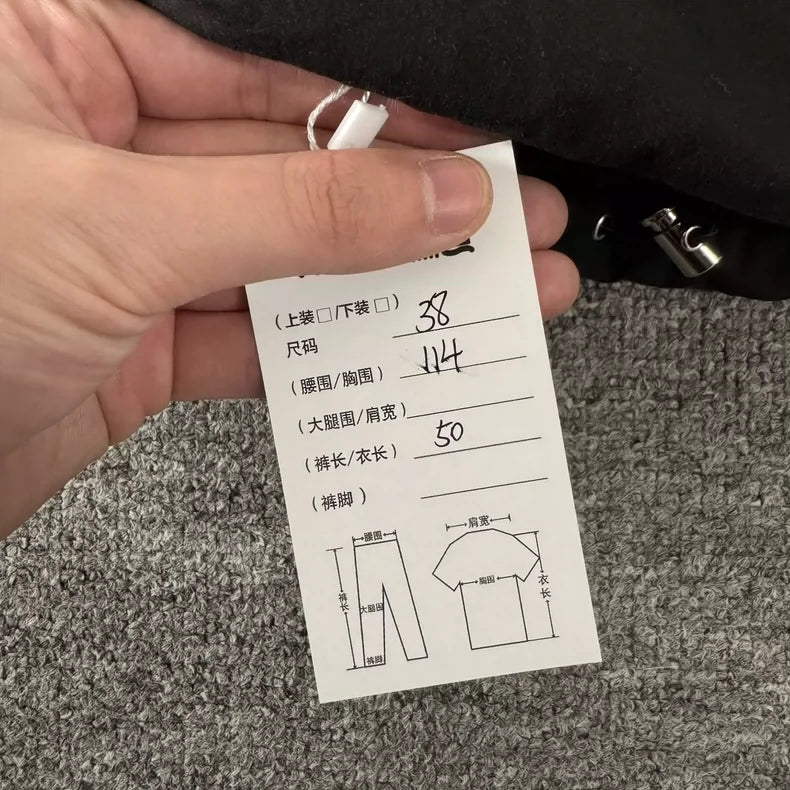 (上装□/下装□) 38
尺码
(腰围/胸围) 114
(大腿围/肩宽)
(裤长/衣长) 50
(裤脚)
肩宽
腰围
胸围
衣长
裤长
大腿围
裤脚